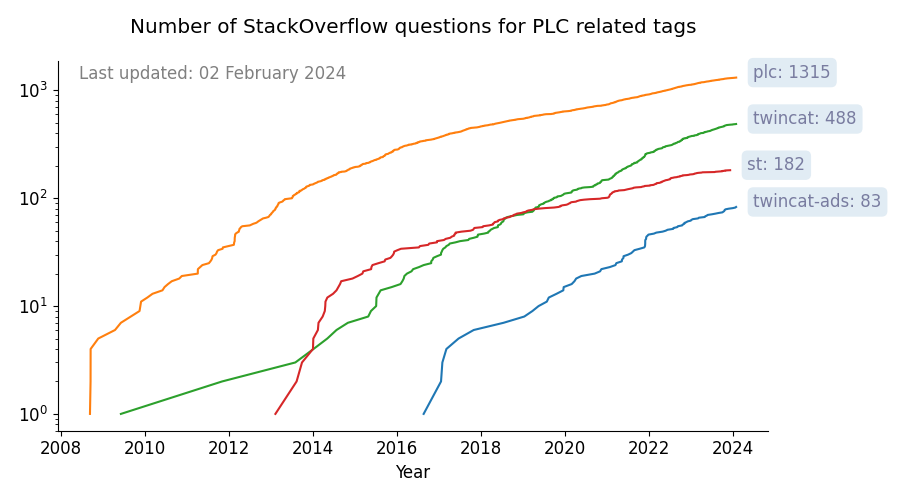 Number of StackOverflow questions for PLC related tags
Last updated: 02 February 2024
plc: 1315
twincat: 488
st: 182
twincat-ads: 83
10³
10²
10¹
10⁰
2008 2010 2012 2014 2016 2018 2020 2022 2024
Year